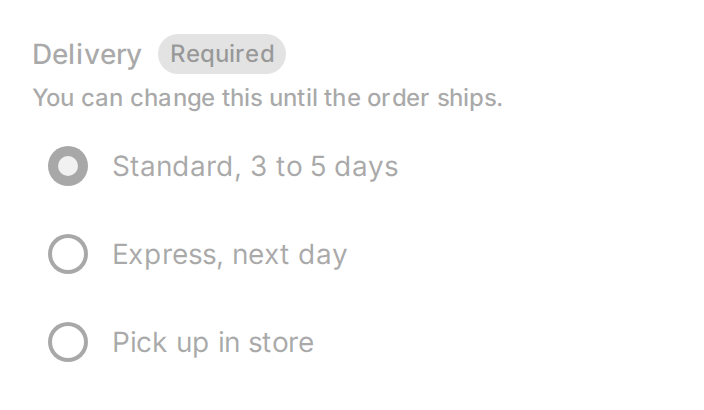 Delivery Required
You can change this until the order ships.
Standard, 3 to 5 days
Express, next day
Pick up in store